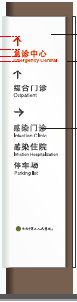 急诊中心
Emergency Center
综合门诊
Outpatient
感染门诊
Infection Clinic
感染住院
Infection Hospitalization
停车场
Parking lot